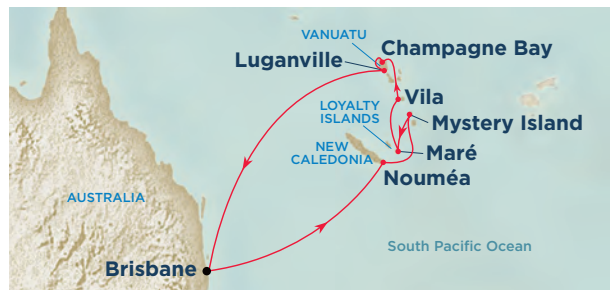 VANUATU
Champagne Bay
Luganville
Vila
LOYALTY
ISLANDS
Mystery Island
NEW
CALEDONIA
Maré
Nouméa
AUSTRALIA
South Pacific Ocean
Brisbane